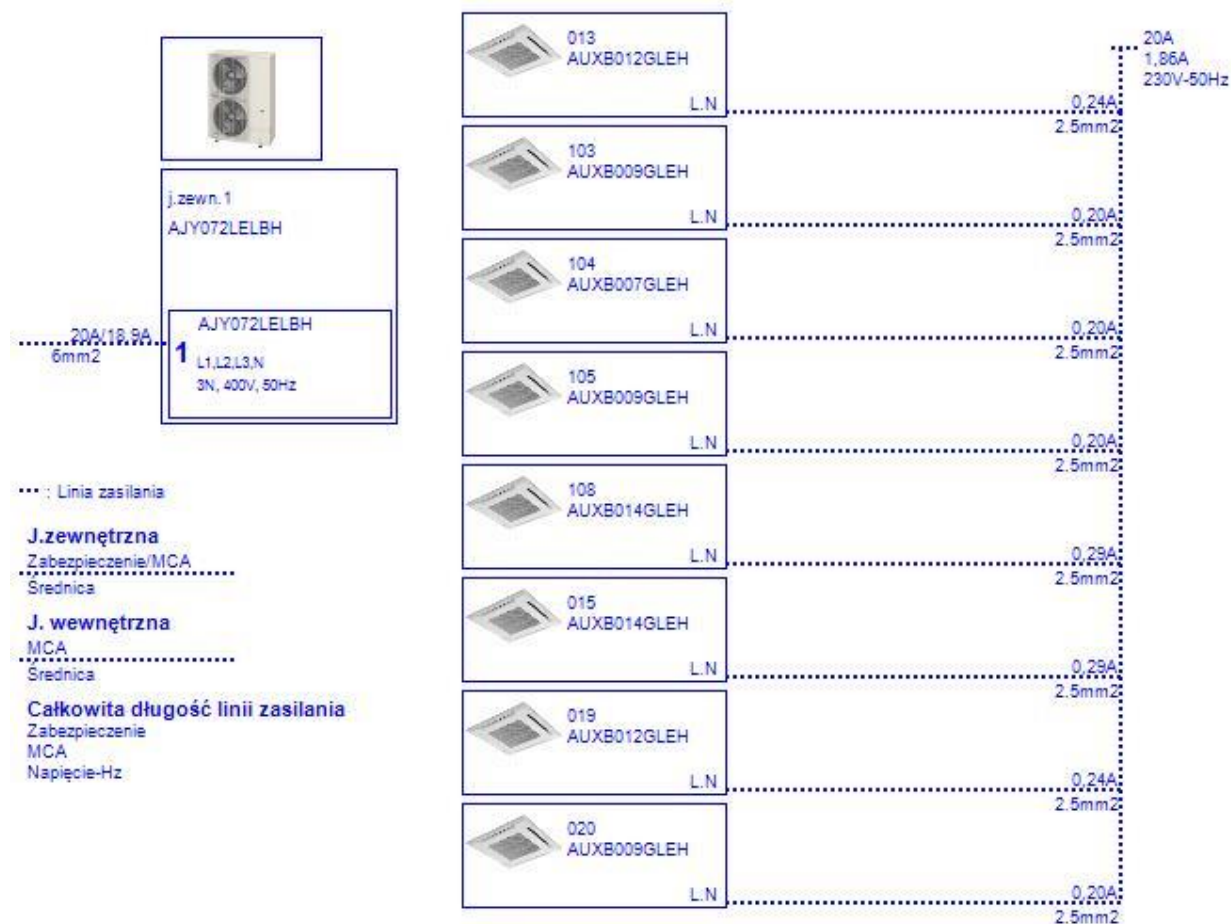 j.zewn.1
AJY072LELBH
20A/18,9A
6mm2
AJY072LELBH
1
L1,L2,L3,N
3N, 400V, 50Hz
: Linia zasilania
J.zewnętrzna
Zabezpieczenie/MCA
Średnica
J. wewnętrzna
MCA
Średnica
Całkowita długość linii zasilania
Zabezpieczenie
MCA
Napięcie-Hz
013
AUXB012GLEH
L.N
0,24A
2.5mm2
103
AUXB009GLEH
L.N
0,20A
2.5mm2
104
AUXB007GLEH
L.N
0,20A
2.5mm2
105
AUXB009GLEH
L.N
0,20A
2.5mm2
108
AUXB014GLEH
L.N
0,29A
2.5mm2
015
AUXB014GLEH
L.N
0,29A
2.5mm2
019
AUXB012GLEH
L.N
0,24A
2.5mm2
020
AUXB009GLEH
L.N
0,20A
2.5mm2
20A
1,86A
230V-50Hz